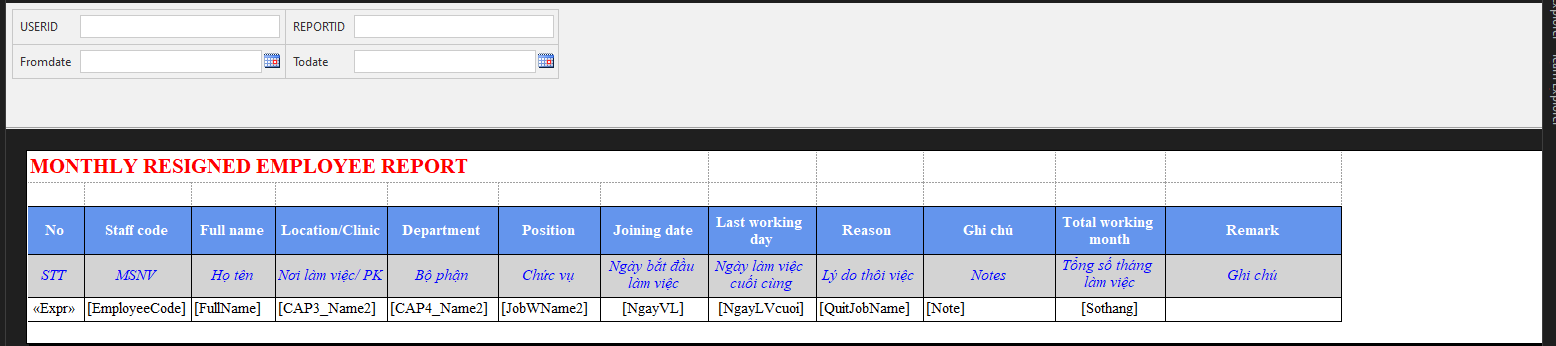 USERID REPORTID
Fromdate Todate
MONTHLY RESIGNED EMPLOYEE REPORT
No Staff code Full name Location/Clinic Department Position Joining date Last working day Reason Ghi chú Total working month Remark
STT MSNV Họ tên Nơi làm việc/ PK Bộ phận Chức vụ Ngày bắt đầu làm việc Ngày làm việc cuối cùng Lý do thôi việc Notes Tổng số tháng làm việc Ghi chú
«Expr» [EmployeeCode] [FullName] [CAP3_Name2] [CAP4_Name2] [JobWName2] [NgayVL] [NgayLVcuoi] [QuitJobName] [Note] [Sothang]
Team Explorer